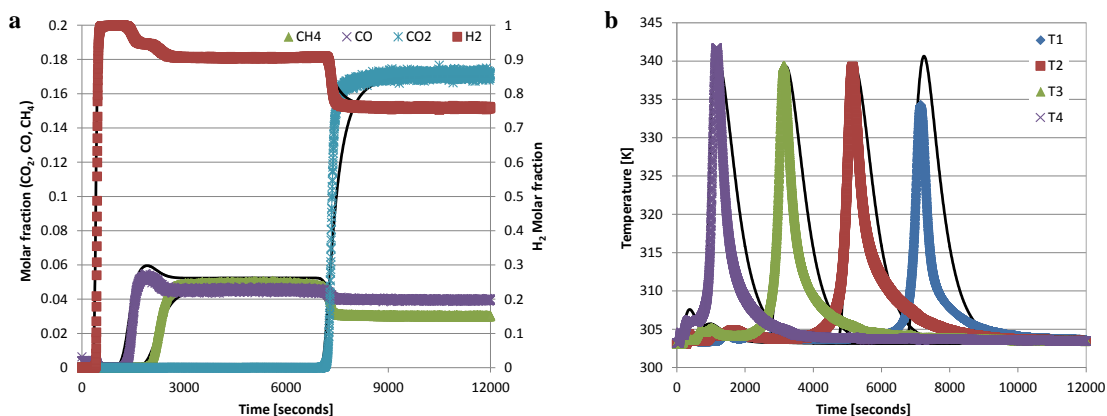 a
CH4 CO CO2 H2
Molar fraction (CO₂, CO, CH₄)
0.2
0.18
0.16
0.14
0.12
0.1
0.08
0.06
0.04
0.02
0
1
0.9
0.8
0.7
0.6
0.5
0.4
0.3
0.2
0.1
0
H₂ Molar fraction
0 3000 6000 9000 12000
Time [seconds]
b
T1
T2
T3
T4
Temperature [K]
345
340
335
330
325
320
315
310
305
300
0 2000 4000 6000 8000 10000 12000
Time [seconds]